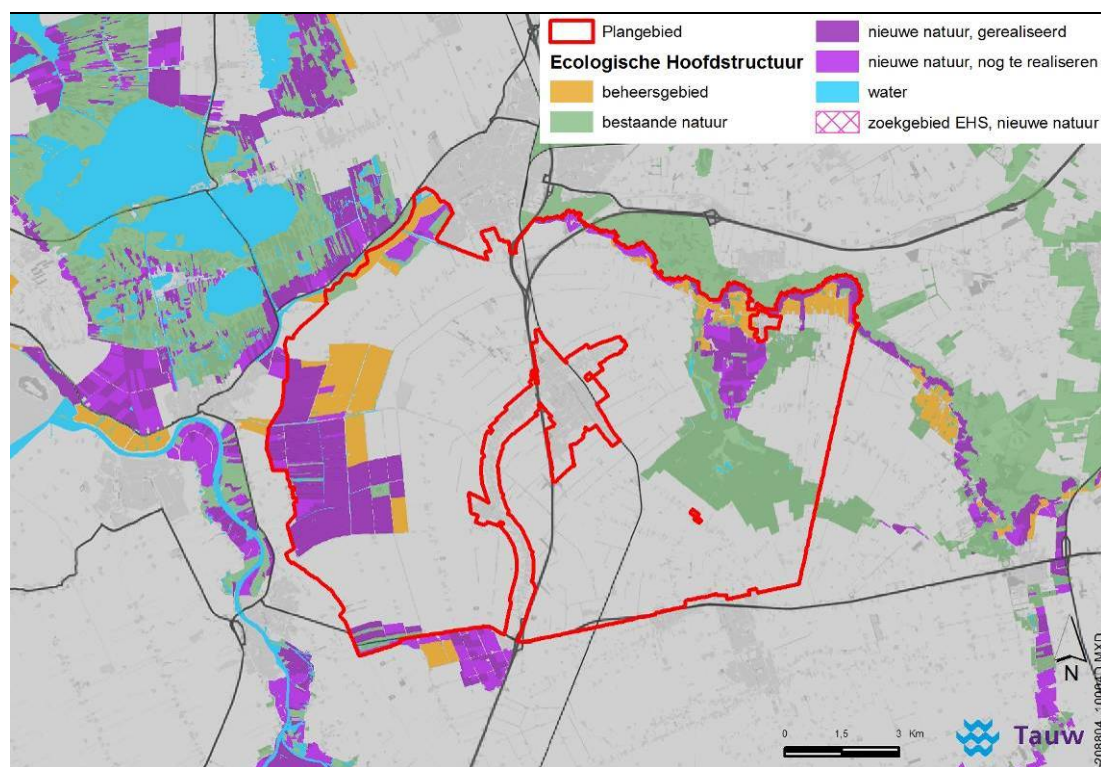 Plangebied
Ecologische Hoofdstructuur
beheersgebied
bestaande natuur
nieuwe natuur, gerealiseerd
nieuwe natuur, nog te realiseren
water
zoekgebied EHS, nieuwe natuur
N
0 1,5 3 Km
Tauw